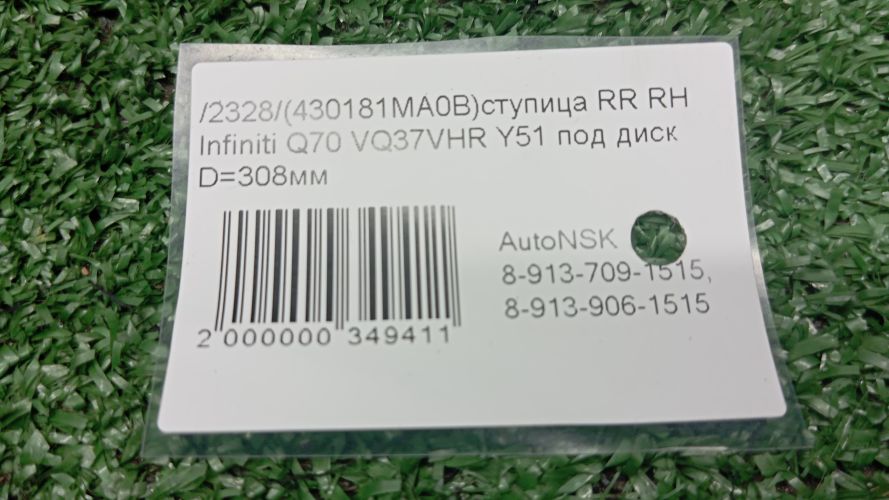 /2328/(430181MA0B)ступица RR RH
Infiniti Q70 VQ37VHR Y51 под диск
D=308мм
AutoNSK
8-913-709-1515,
8-913-906-1515
2 000000 349411